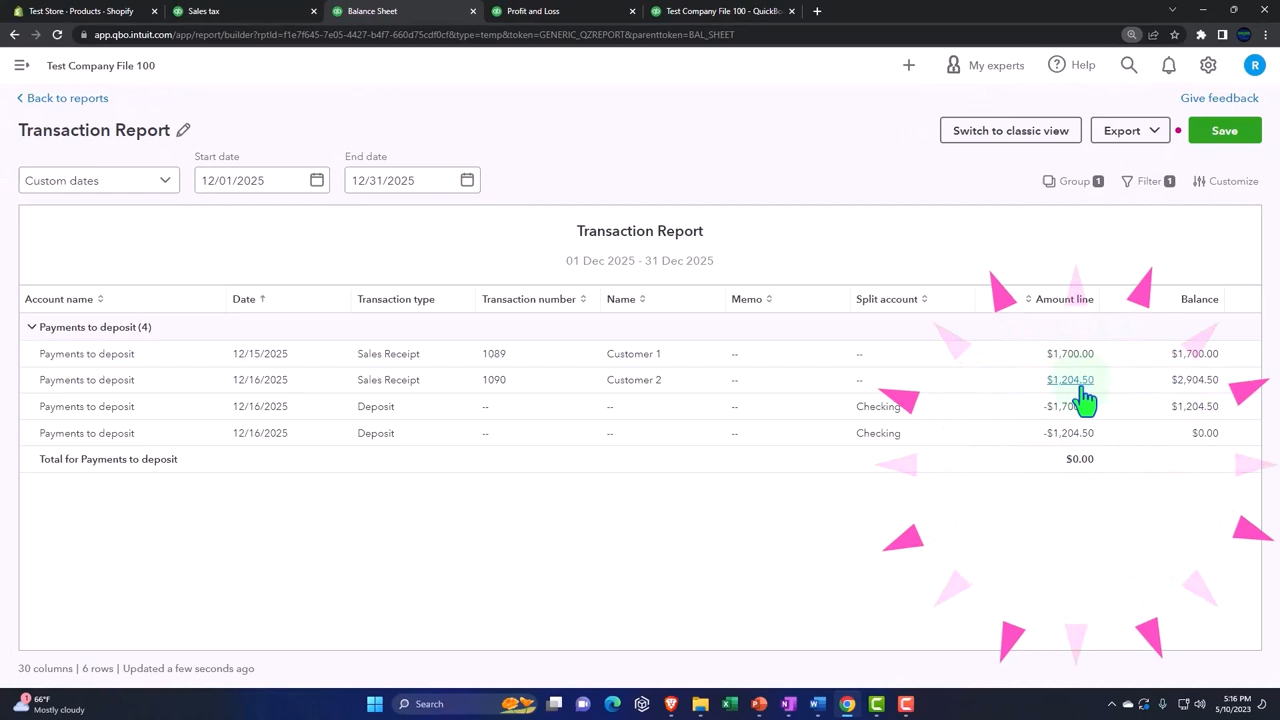 Test Store · Products · Shopify
Sales tax
Balance Sheet
Profit and Loss
Test Company File 100 - Quickb
app.qbo.intuit.com/app/report/builder?rptId=f1e7f645-7e05-4427-b4f7-660d75cdf0cf&type=temp&token=GENERIC_QZREPORT&parenttoken=BAL_SHEET
Test Company File 100
My experts
Help
R
Back to reports
Give feedback
Transaction Report
Switch to classic view
Export
Save
Start date
End date
Custom dates
12/01/2025
12/31/2025
Group 1
Filter 1
Customize
Transaction Report
01 Dec 2025 - 31 Dec 2025
Account name Date Transaction type Transaction number Name Memo Split account Amount line Balance
Payments to deposit (4)
Payments to deposit 12/15/2025 Sales Receipt 1089 Customer 1 -- -- $1,700.00 $1,700.00
Payments to deposit 12/16/2025 Sales Receipt 1090 Customer 2 -- -- $1,204.50 $2,904.50
Payments to deposit 12/16/2025 Deposit -- -- -- Checking $1,204.50
Payments to deposit 12/16/2025 Deposit -- -- -- Checking -$1,204.50 $0.00
Total for Payments to deposit $0.00
30 columns | 6 rows | Updated a few seconds ago
66°F
Mostly cloudy
Search
5:16 PM
5/10/2023